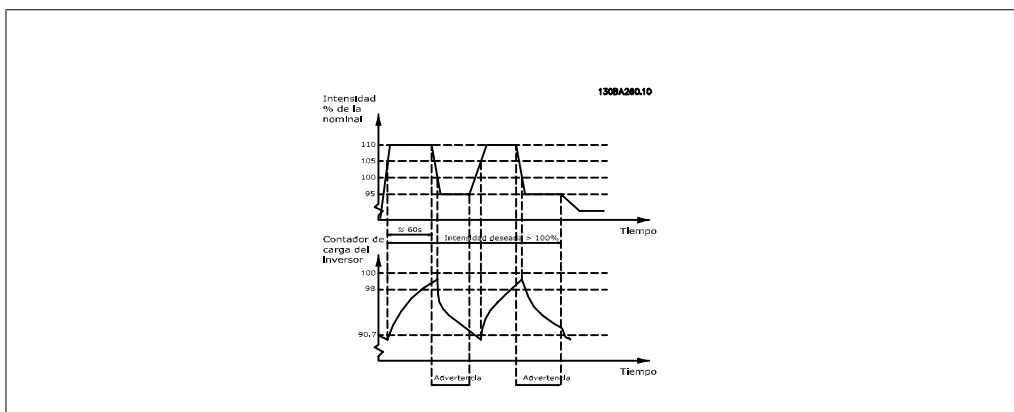 130BA260.10
Intensidad
% de la
nominal
110
105
100
95
Tiempo
≈ 60s
Intensidad deseada > 100%
Contador de
carga del
Inversor
100
98
90.7
Tiempo
Advertencia
Advertencia